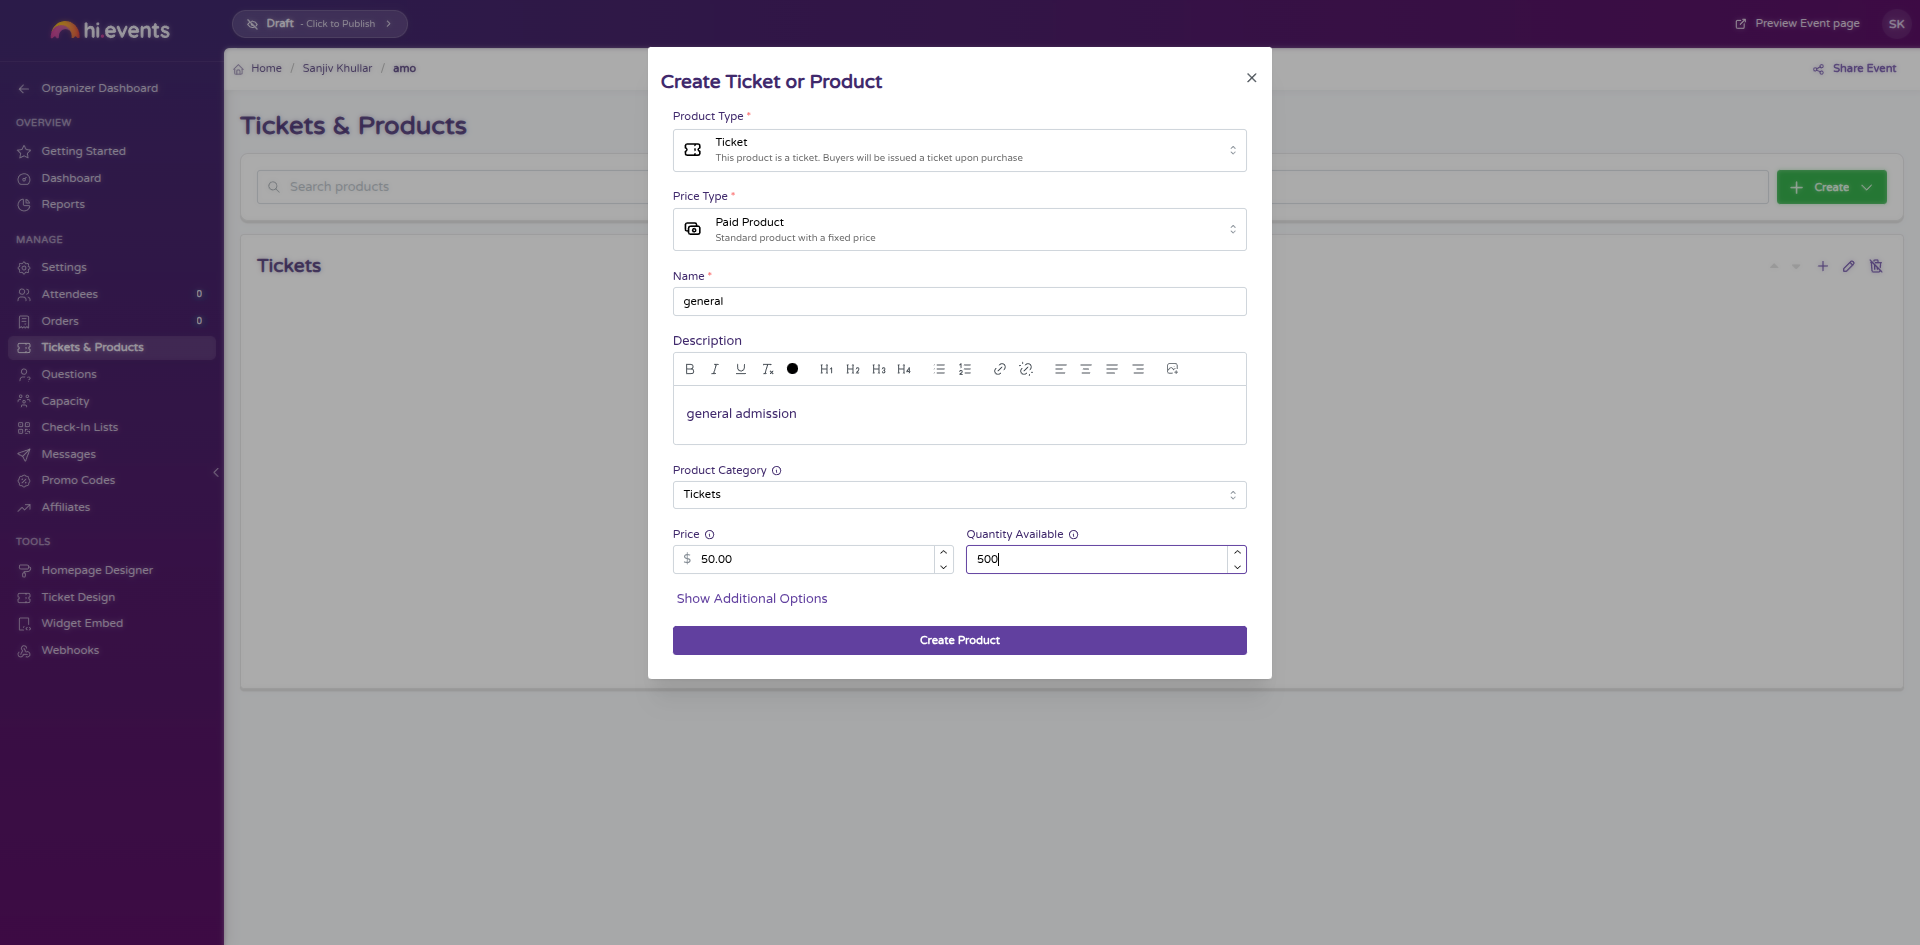 hi.events
Draft - Click to Publish
Preview Event page
SK
Organizer Dashboard
OVERVIEW
Getting Started
Dashboard
Reports
MANAGE
Settings
Attendees 0
Orders 0
Tickets & Products
Questions
Capacity
Check-In Lists
Messages
Promo Codes
Affiliates
TOOLS
Homepage Designer
Ticket Design
Widget Embed
Webhooks
Home / Sanjiv Khullar / amo
Share Event
Tickets & Products
Search products
Create
Tickets
Create Ticket or Product
Product Type *
Ticket
This product is a ticket. Buyers will be issued a ticket upon purchase
Price Type *
Paid Product
Standard product with a fixed price
Name *
general
Description
B I U Tx H1 H2 H3 H4
general admission
Product Category
Tickets
Price Quantity Available
$ 50.00 500
Show Additional Options
Create Product